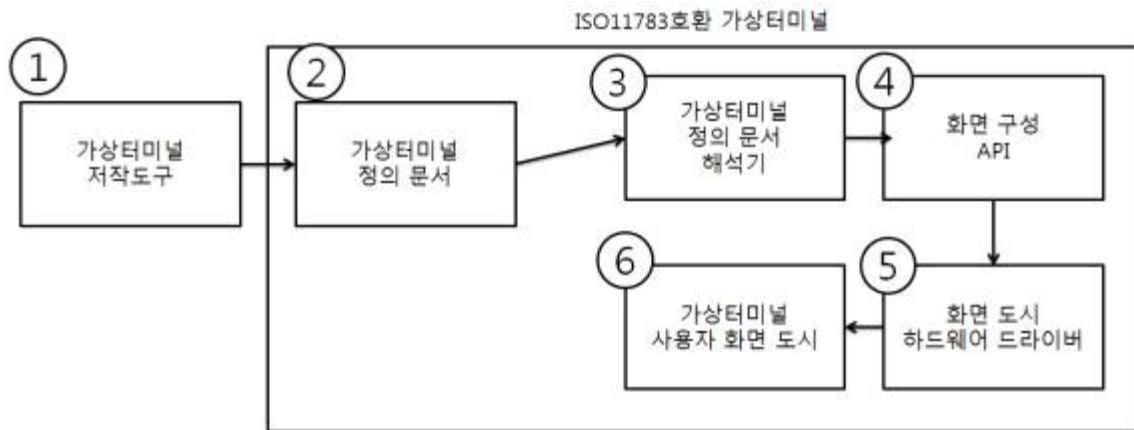 ISO11783호환 가상터미널
1
가상터미널
저작도구
2
가상터미널
정의 문서
3
가상터미널
정의 문서
해석기
4
화면 구성
API
5
화면 도시
하드웨어 드라이버
6
가상터미널
사용자 화면 도시